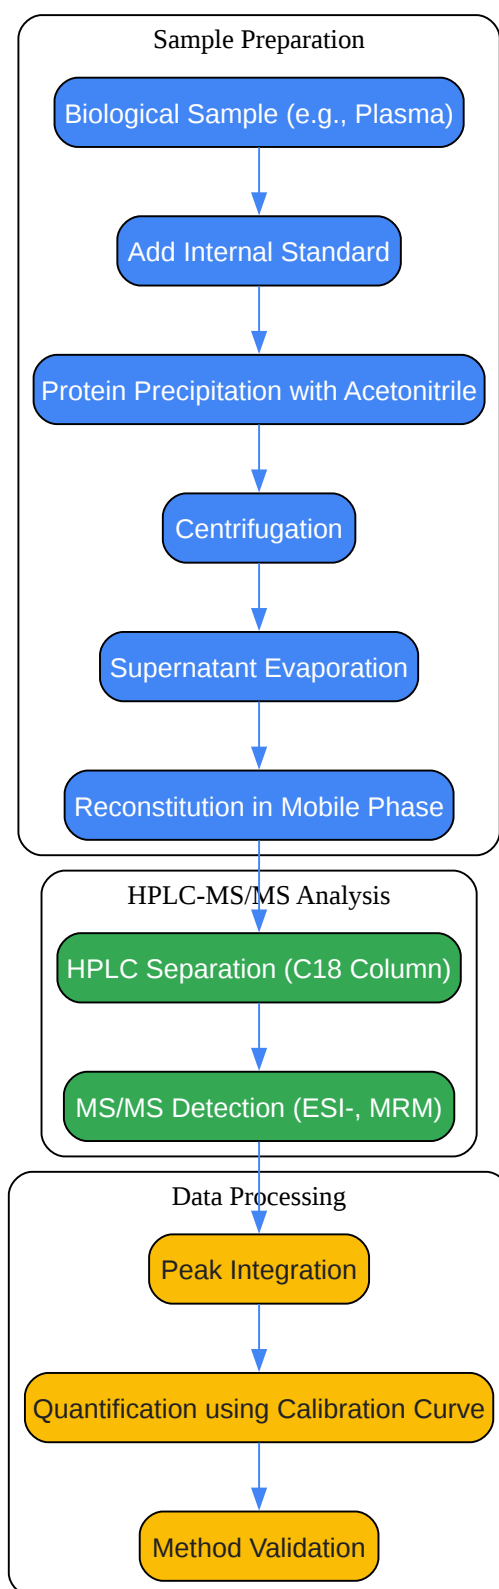 Sample Preparation
Biological Sample (e.g., Plasma)
Add Internal Standard
Protein Precipitation with Acetonitrile
Centrifugation
Supernatant Evaporation
Reconstitution in Mobile Phase
HPLC-MS/MS Analysis
HPLC Separation (C18 Column)
MS/MS Detection (ESI-, MRM)
Data Processing
Peak Integration
Quantification using Calibration Curve
Method Validation